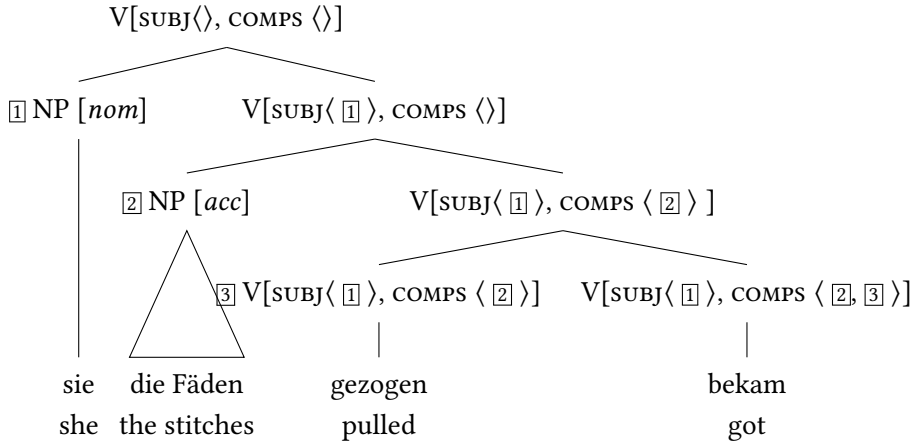 V[SUBJ⟨⟩, COMPS ⟨⟩]
1 NP [nom] V[SUBJ⟨ 1 ⟩, COMPS ⟨⟩]
2 NP [acc] V[SUBJ⟨ 1 ⟩, COMPS ⟨ 2 ⟩ ]
3 V[SUBJ⟨ 1 ⟩, COMPS ⟨ 2 ⟩] V[SUBJ⟨ 1 ⟩, COMPS ⟨ 2, 3 ⟩]
sie die Fäden gezogen bekam
she the stitches pulled got